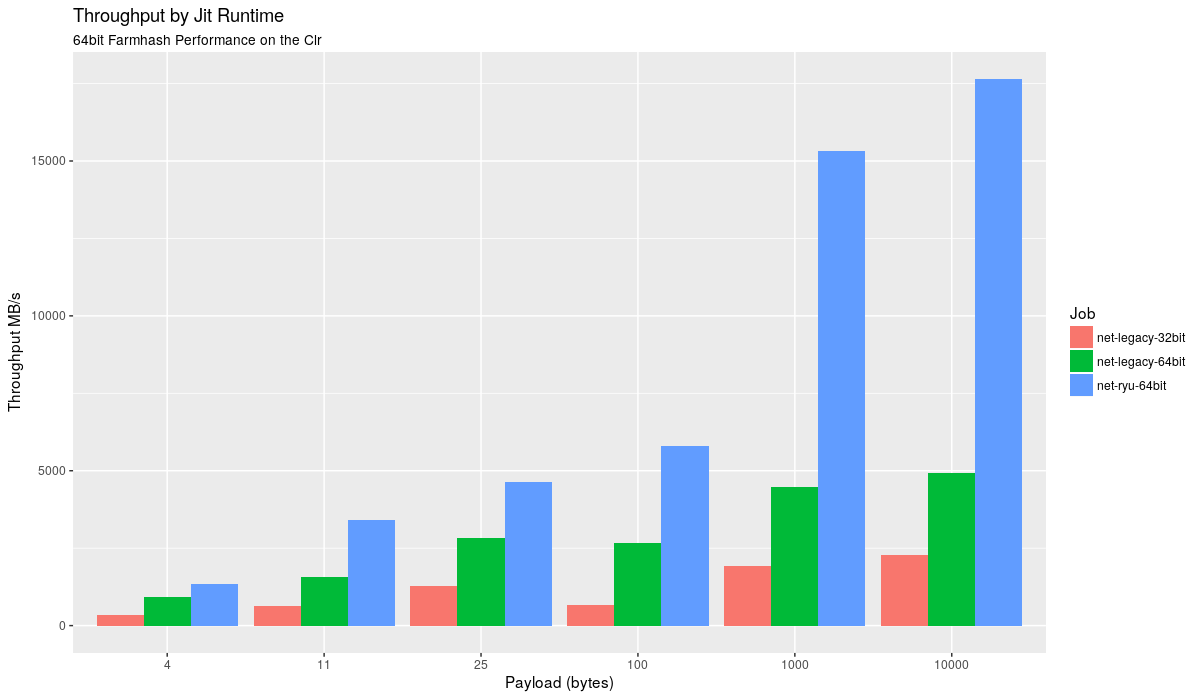 Throughput by Jit Runtime
64bit Farmhash Performance on the Clr
Throughput MB/s
15000
10000
5000
0
4 11 25 100 1000 10000
Payload (bytes)
Job
net-legacy-32bit
net-legacy-64bit
net-ryu-64bit